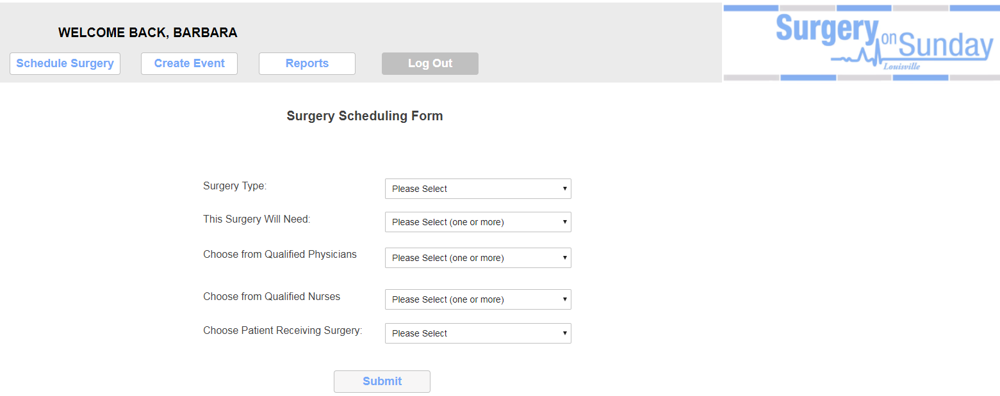 WELCOME BACK, BARBARA
Schedule Surgery
Create Event
Reports
Log Out
Surgery on Sunday
Louisville
Surgery Scheduling Form
Surgery Type:
Please Select
This Surgery Will Need:
Please Select (one or more)
Choose from Qualified Physicians
Please Select (one or more)
Choose from Qualified Nurses
Please Select (one or more)
Choose Patient Receiving Surgery:
Please Select
Submit